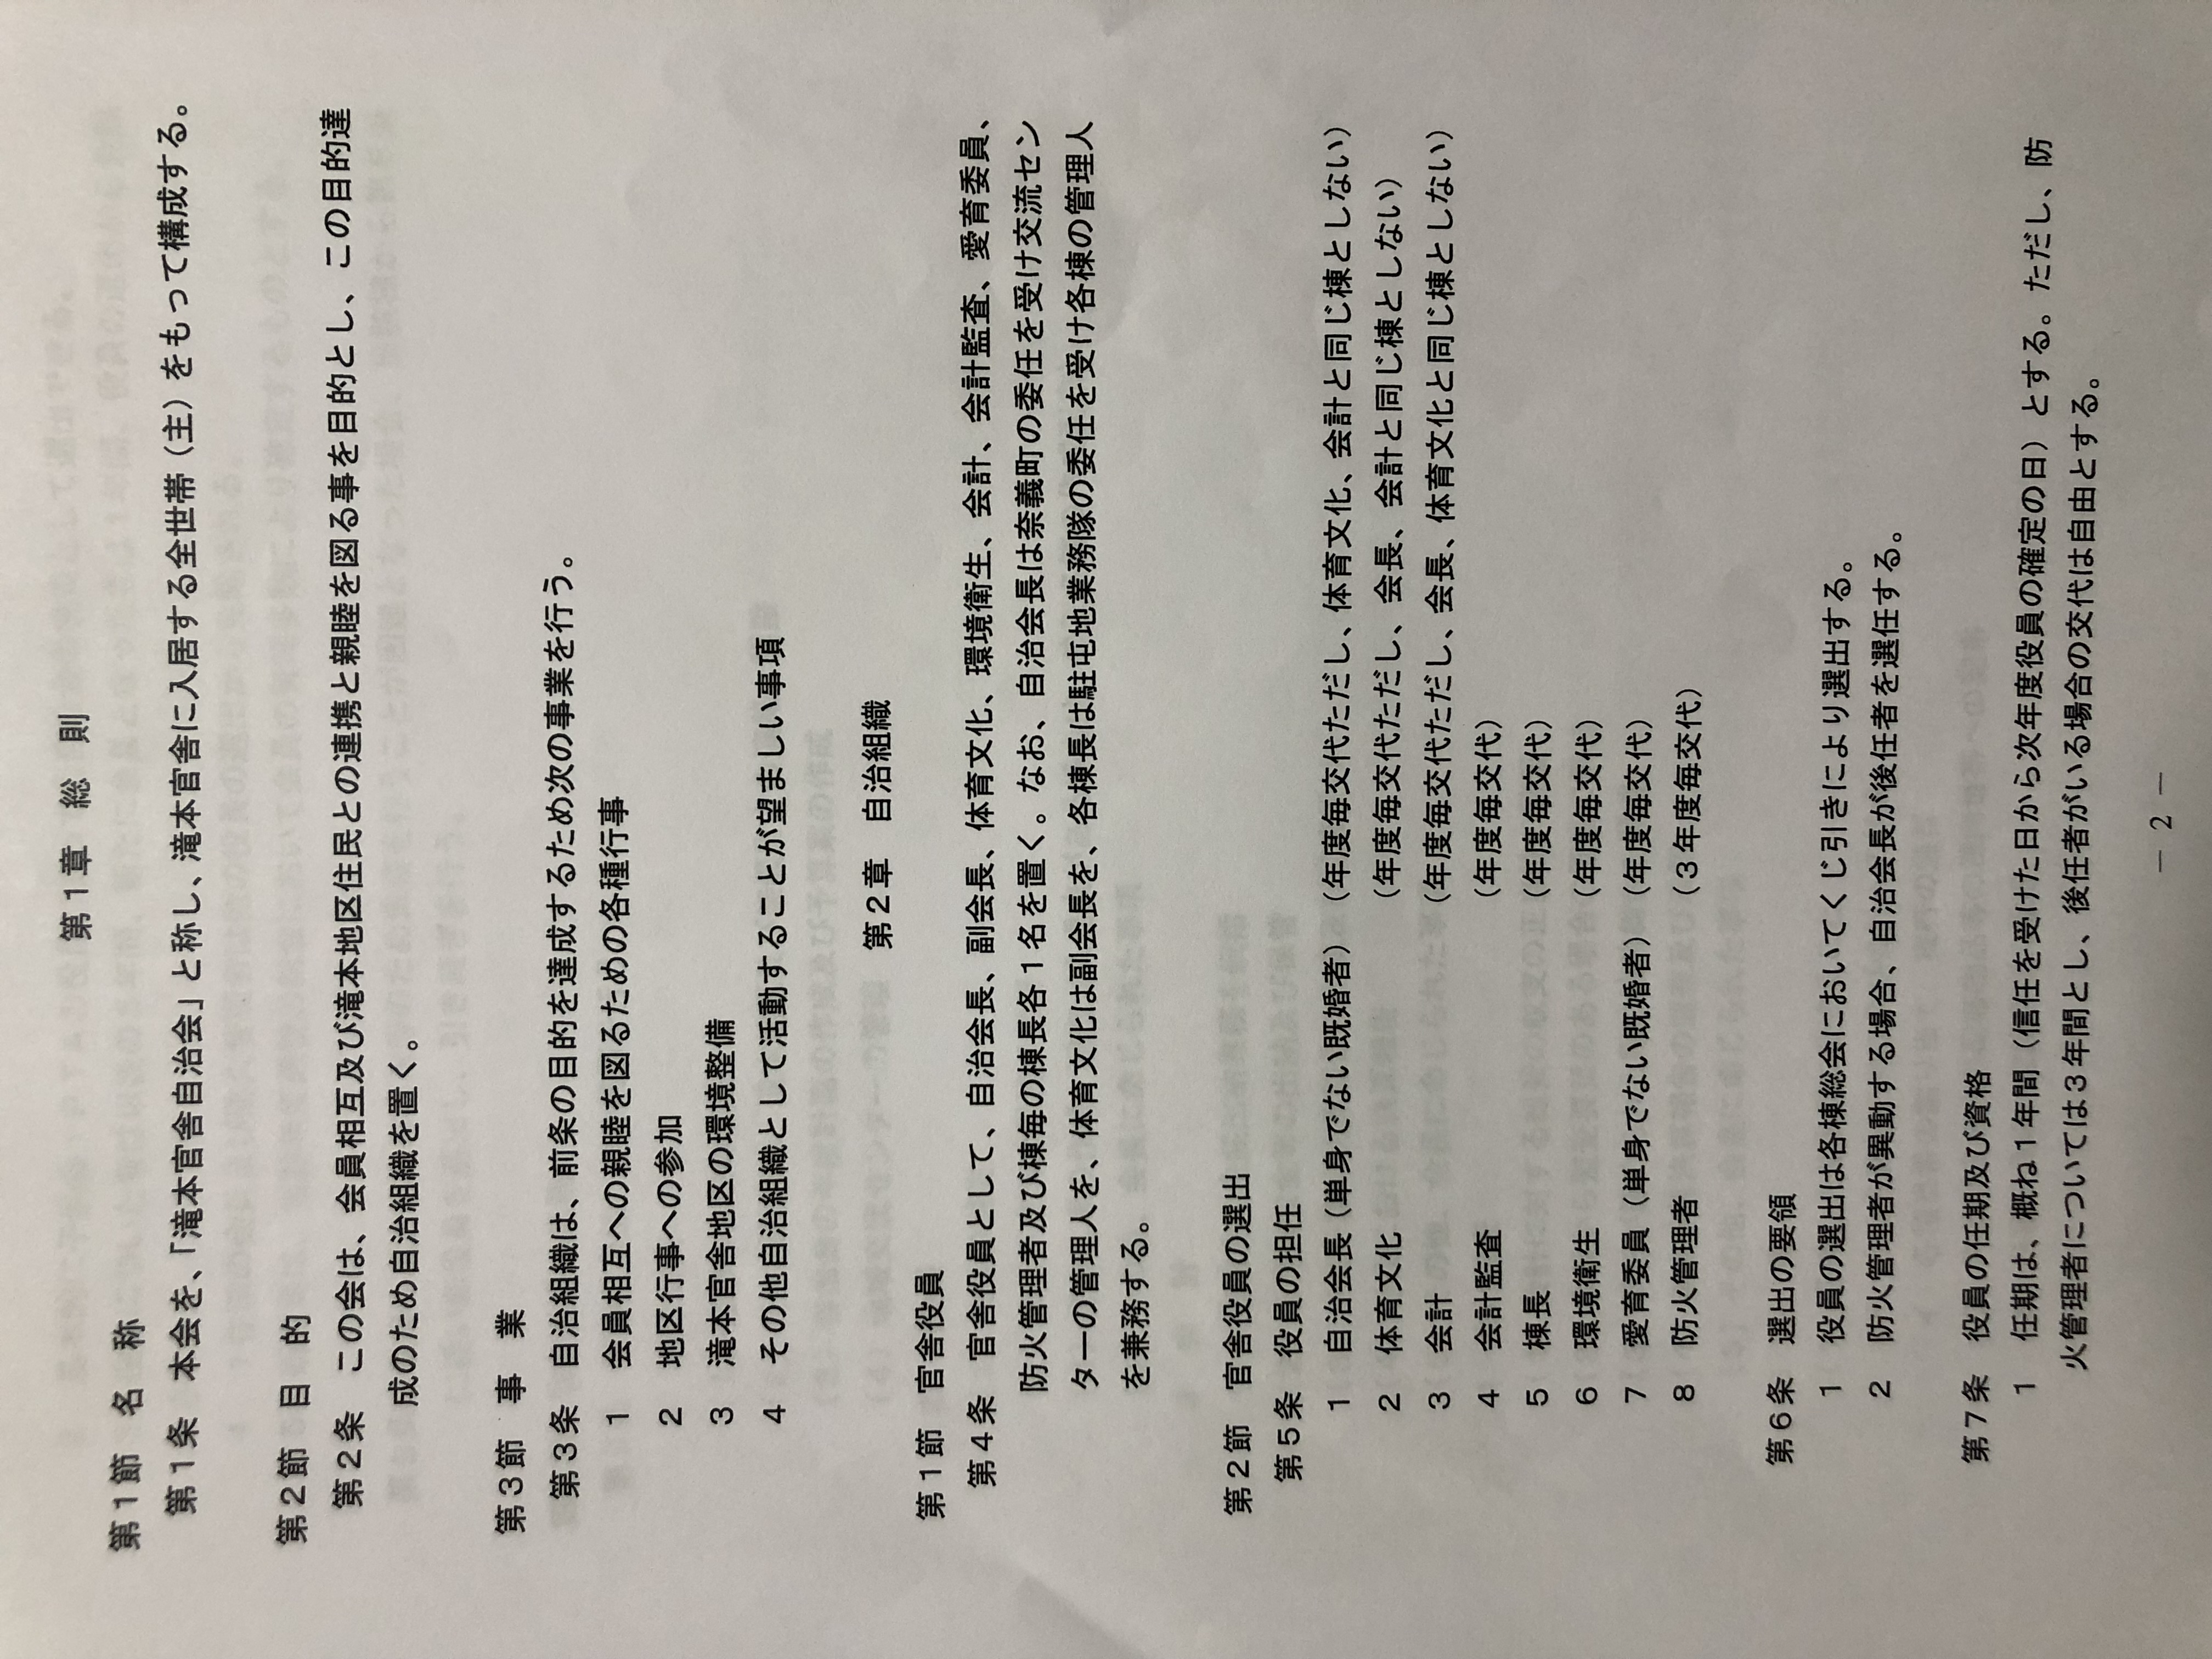 第1章　総　則
第1節　名　称
第1条　本会を、「滝本官舎自治会」と称し、滝本官舎に入居する全世帯（主）をもって構成する。
第2節　目　的
第2条　この会は、会員相互及び滝本地区住民との連携と親睦を図る事を目的とし、この目的達
成のため自治組織を置く。
第3節　事　業
第3条　自治組織は、前条の目的を達成するため次の事業を行う。
1　会員相互への親睦を図るための各種行事
2　地区行事への参加
3　滝本官舎地区の環境整備
4　その他自治組織として活動することが望ましい事項
第2章　自治組織
第1節　官舎役員
第4条　官舎役員として、自治会長、副会長、体育文化、環境衛生、会計、会計監査、愛育委員、
防火管理者及び棟毎の棟長各1名を置く。なお、自治会長は奈義町の委任を受け交流セン
ターの管理人を、体育文化は副会長を、各棟長は駐屯地業務隊の委任を受け各棟の管理人
を兼務する。
第2節　官舎役員の選出
第5条　役員の担任
1　自治会長（単身でない既婚者）　（年度毎交代ただし、体育文化、会計と同じ棟としない）
2　体育文化　（年度毎交代ただし、会長、会計と同じ棟としない）
3　会計　（年度毎交代ただし、会長、体育文化と同じ棟としない）
4　会計監査　（年度毎交代）
5　棟長　（年度毎交代）
6　環境衛生　（年度毎交代）
7　愛育委員（単身でない既婚者）　（年度毎交代）
8　防火管理者　（3年度毎交代）
第6条　選出の要領
1　役員の選出は各棟総会においてくじ引きにより選出する。
2　防火管理者が異動する場合、自治会長が後任者を選任する。
第7条　役員の任期及び資格
1　任期は、概ね1年間（信任を受けた日から次年度役員の確定の日）とする。ただし、防
火管理者については3年間とし、後任者がいる場合の交代は自由とする。
― 2 ―